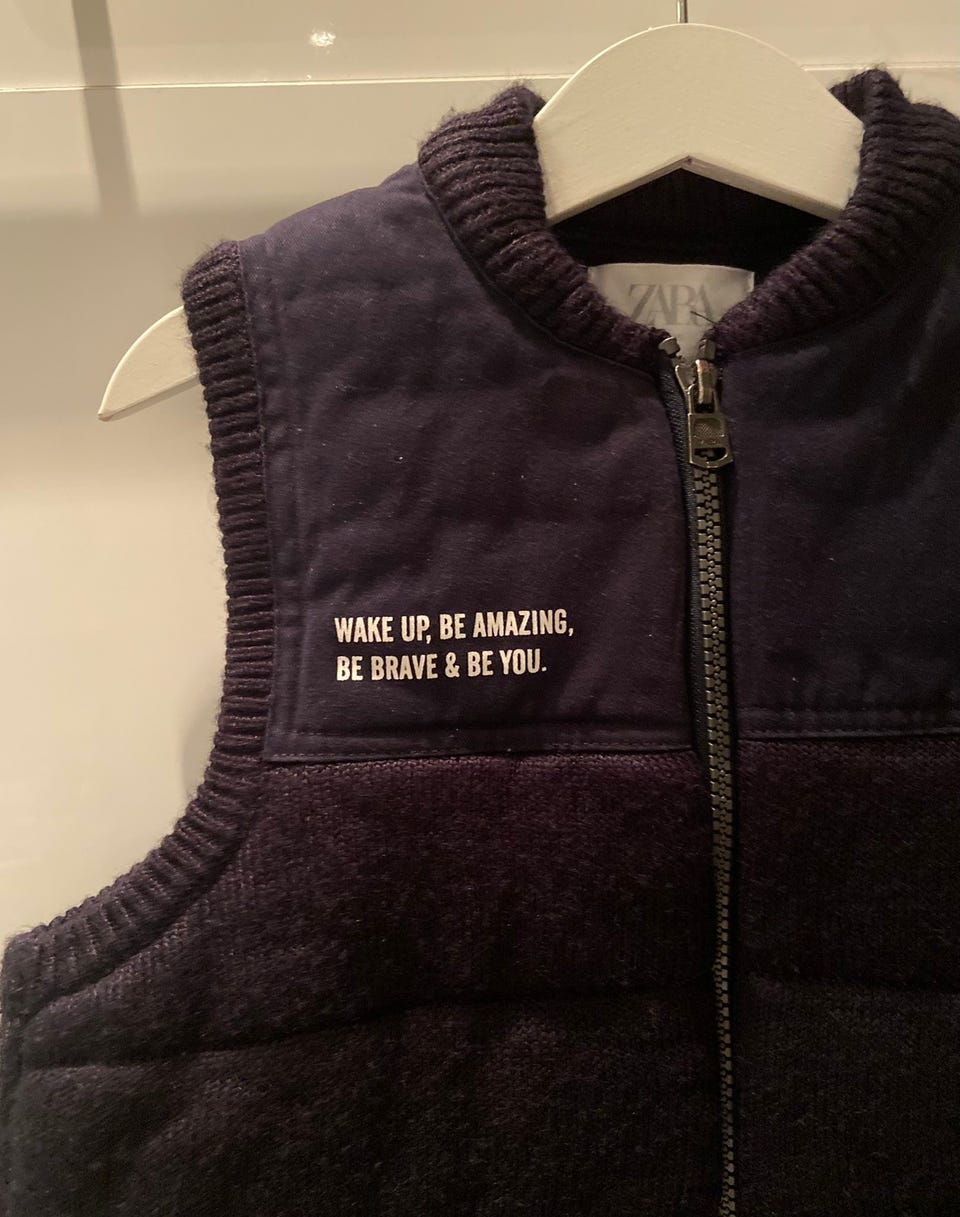 ZARA
WAKE UP, BE AMAZING,
BE BRAVE & BE YOU.